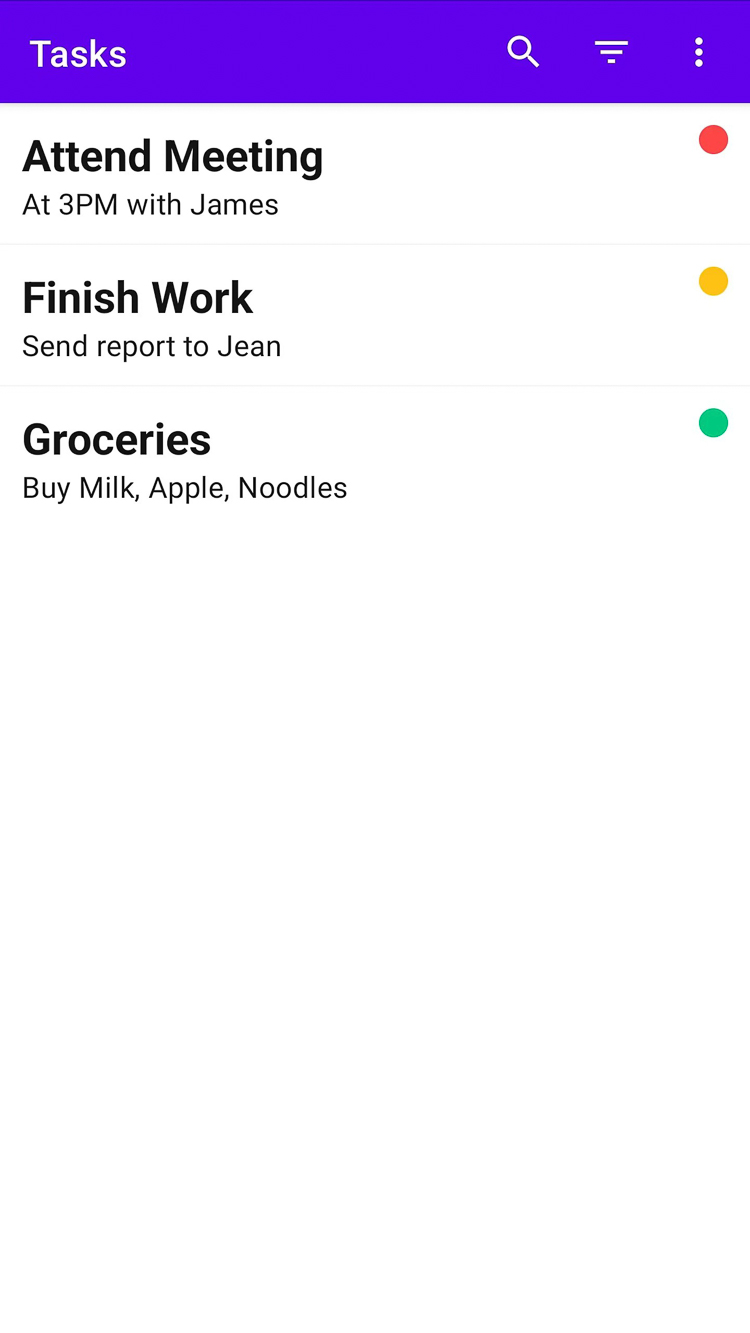 Tasks
Attend Meeting
At 3PM with James
Finish Work
Send report to Jean
Groceries
Buy Milk, Apple, Noodles